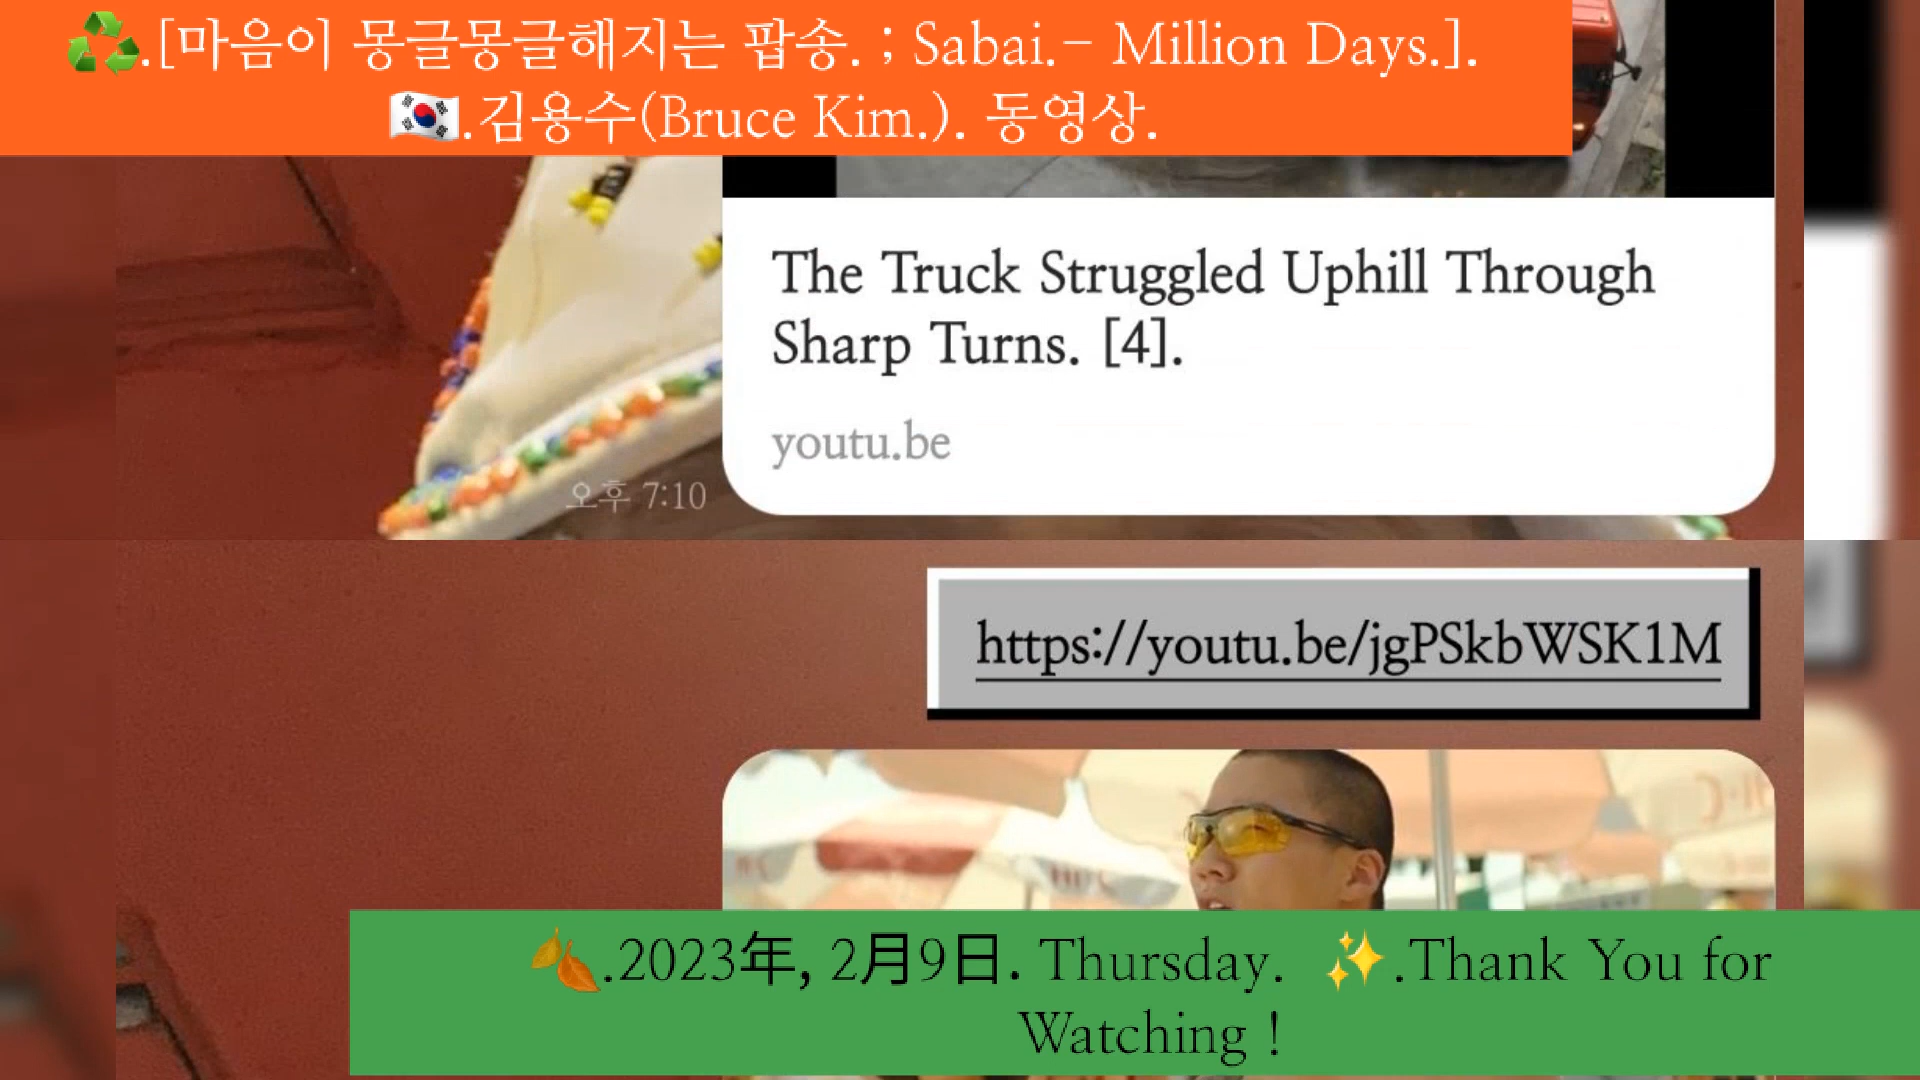 ♻️.[마음이 몽글몽글해지는 팝송. ; Sabai.- Million Days.].
🇰🇷.김용수(Bruce Kim.). 동영상.
The Truck Struggled Uphill Through
Sharp Turns. [4].
youtu.be
오후 7:10
https://youtu.be/jgPSkbWSK1M
🍂.2023年, 2月9日. Thursday. ✨.Thank You for
Watching !